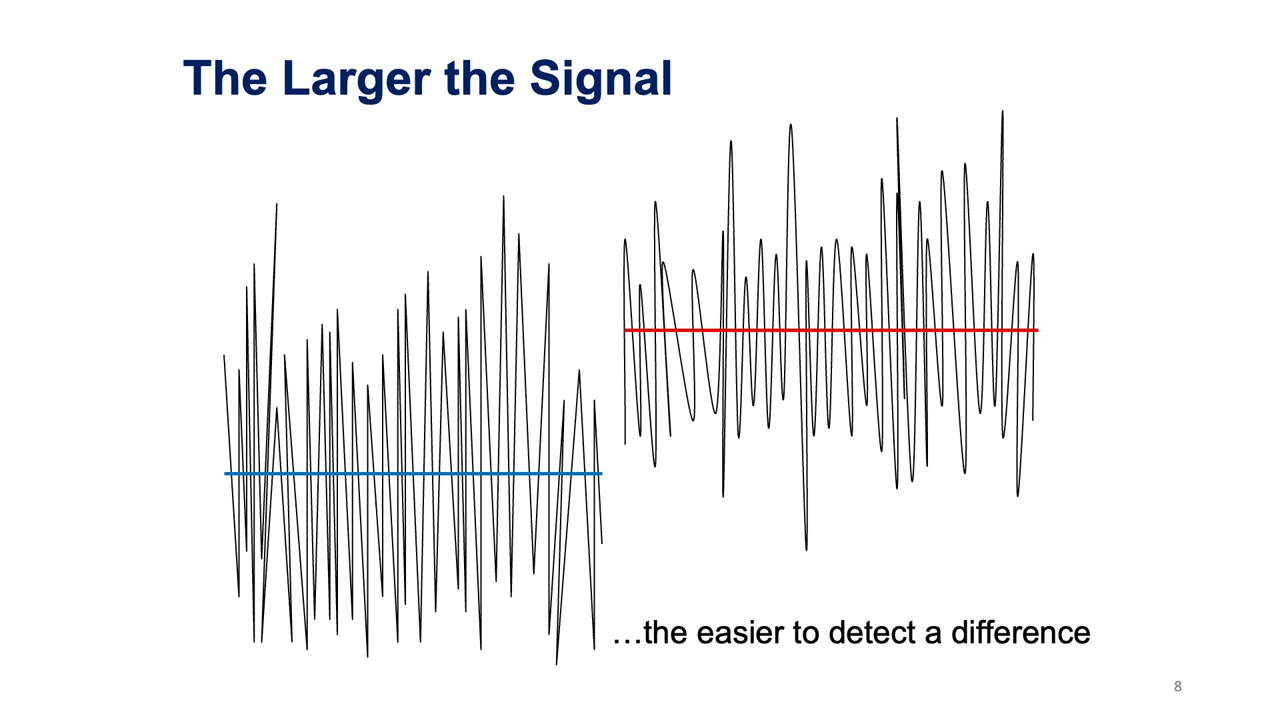 The Larger the Signal
…the easier to detect a difference
8